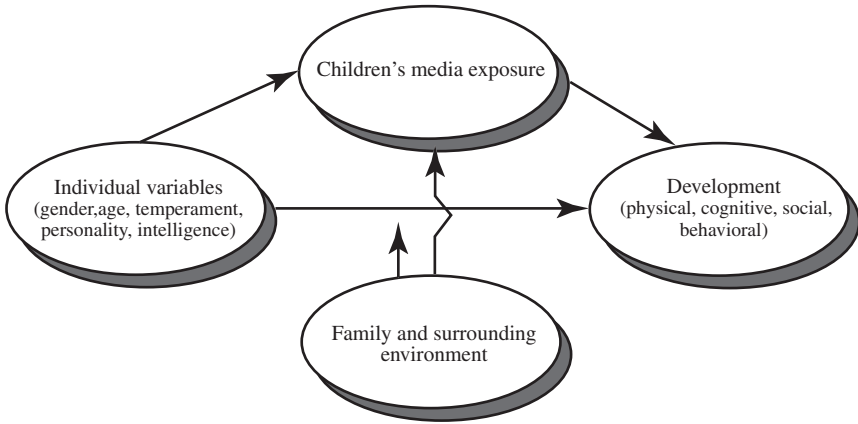 Children’s media exposure
Individual variables
(gender,age, temperament,
personality, intelligence)
Development
(physical, cognitive, social,
behavioral)
Family and surrounding
environment